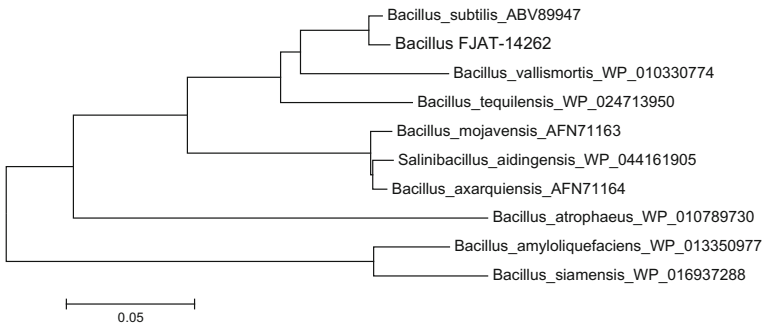 Bacillus_subtilis_ABV89947
Bacillus FJAT-14262
Bacillus_vallismortis_WP_010330774
Bacillus_tequilensis_WP_024713950
Bacillus_mojavensis_AFN71163
Salinibacillus_aidingensis_WP_044161905
Bacillus_axarquiensis_AFN71164
Bacillus_atrophaeus_WP_010789730
Bacillus_amyloliquefaciens_WP_013350977
Bacillus_siamensis_WP_016937288
0.05